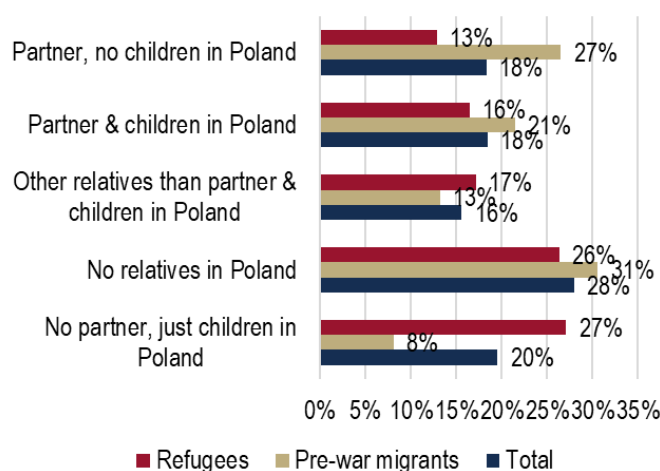 Partner, no children in Poland
13%
27%
18%
Partner & children in Poland
16%
21%
18%
Other relatives than partner &
children in Poland
17%
13%
16%
No relatives in Poland
26%
31%
28%
No partner, just children in
Poland
27%
8%
20%
0% 5% 10% 15% 20% 25% 30% 35%
Refugees Pre-war migrants Total